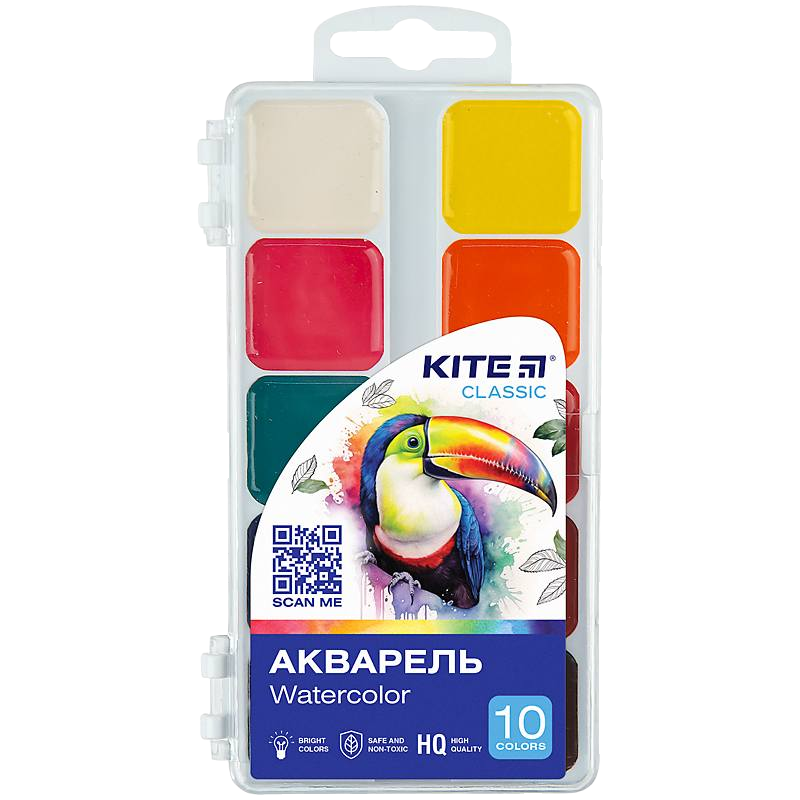 KITE ®
CLASSIC
SCAN ME
АКВАРЕЛЬ
Watercolor
BRIGHT
COLORS
SAFE AND
NON-TOXIC
HQ
HIGH
QUALITY
10
COLORS